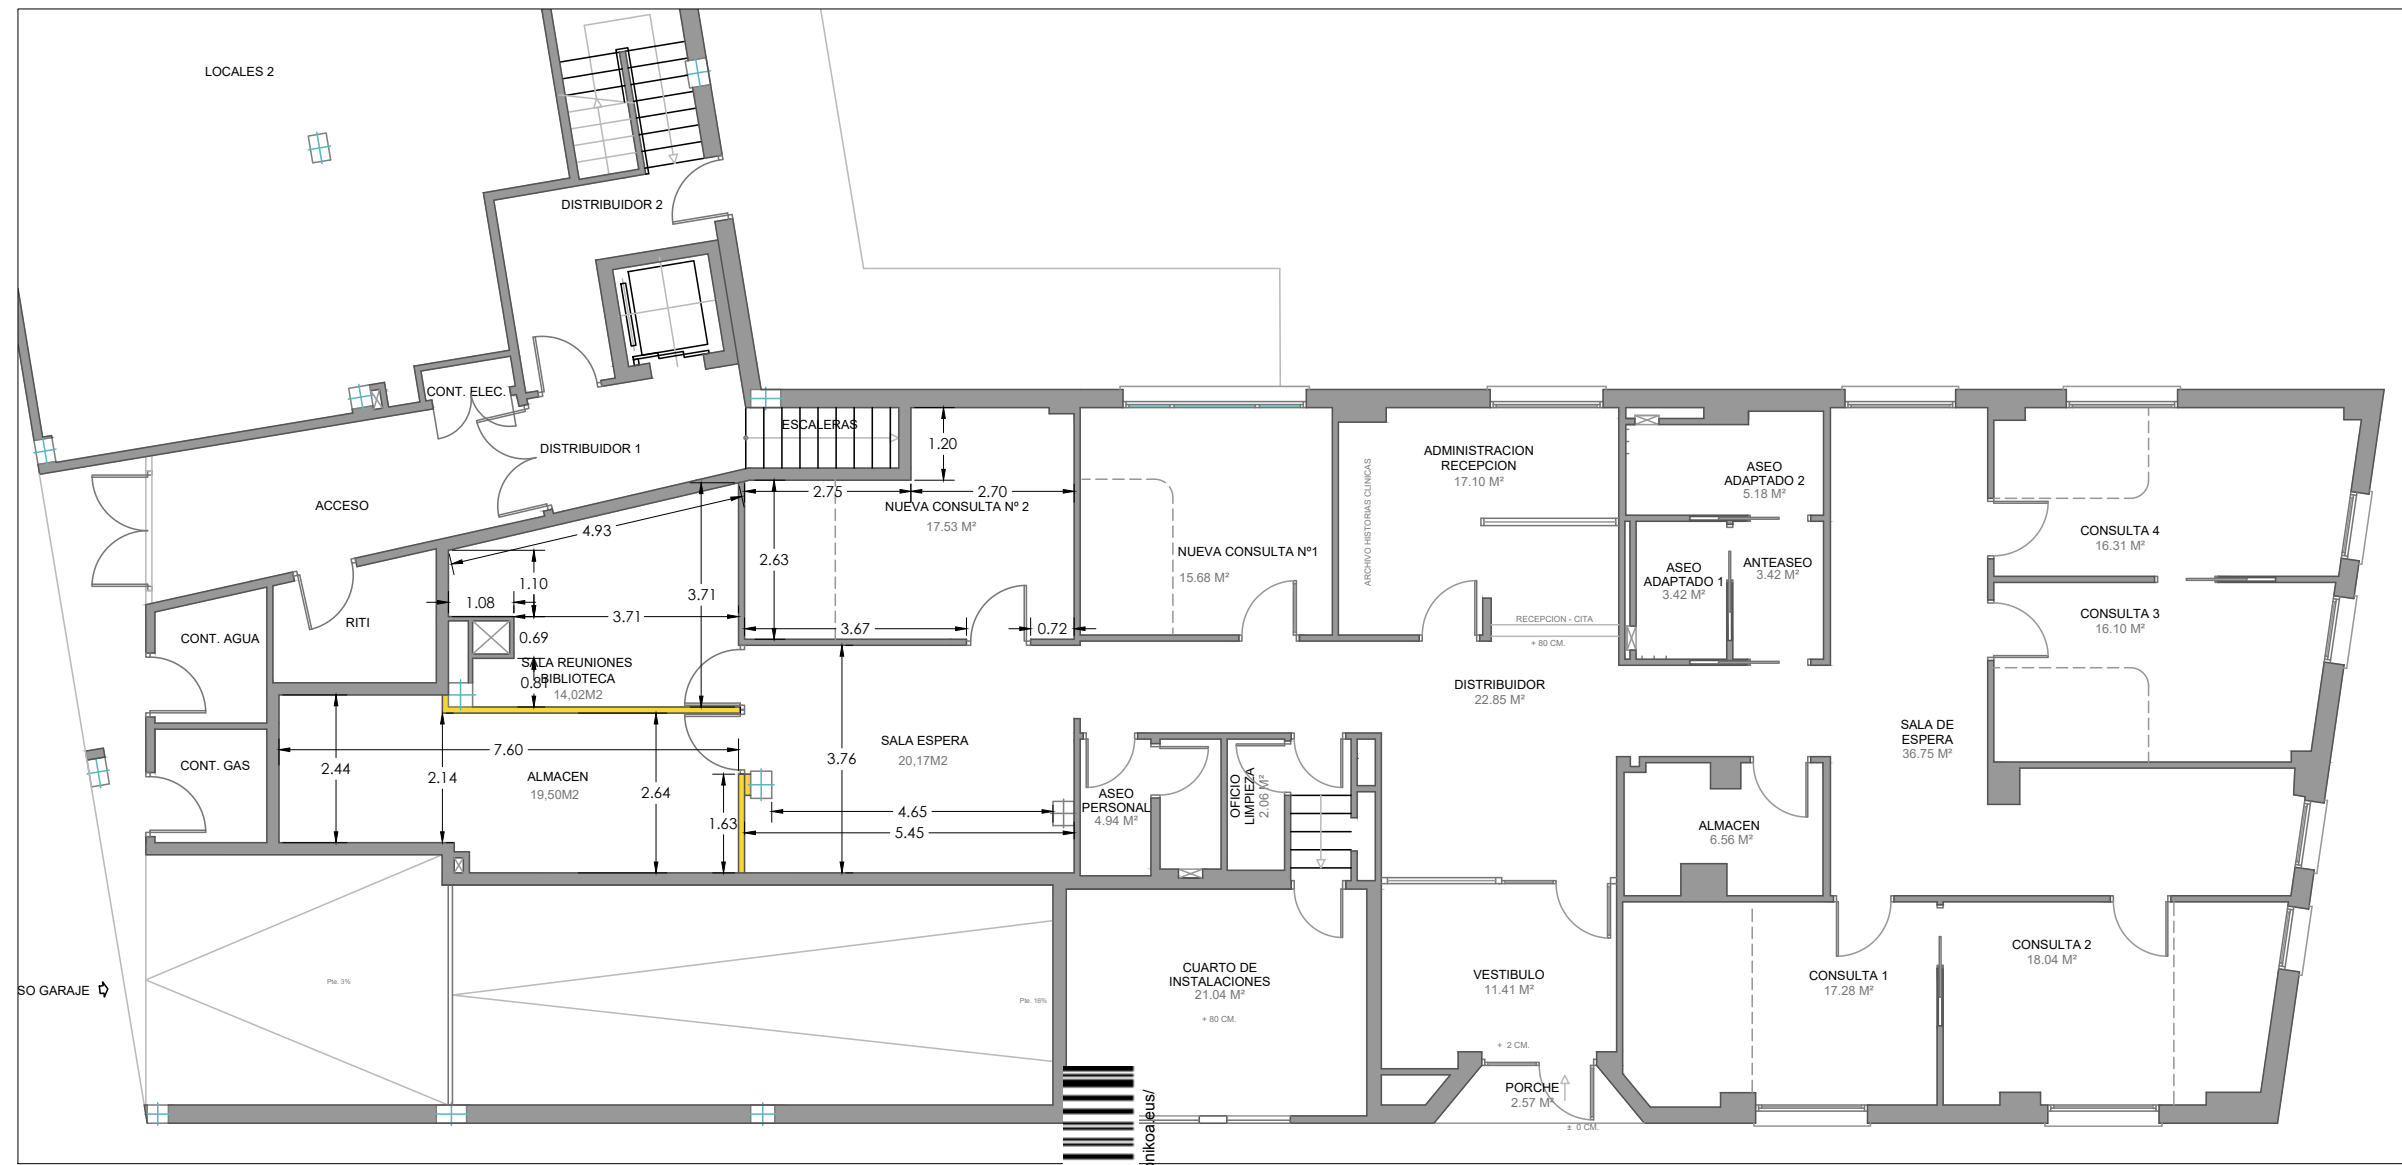 LOCALES 2
DISTRIBUIDOR 2
CONT. ELEC.
DISTRIBUIDOR 1
ACCESO
ESCALERAS
1.20
2.75
2.70
NUEVA CONSULTA Nº 2
17.53 M²
4.93
2.63
1.10
1.08
3.71
3.71
3.67
0.72
0.69
0.81
RITI
CONT. AGUA
CONT. GAS
SALA REUNIONES
BIBLIOTECA
14,02M2
7.60
2.44
2.14
2.64
1.63
ALMACEN
19,50M2
SALA ESPERA
20,17M2
3.76
4.65
5.45
NUEVA CONSULTA Nº1
15.68 M²
ARCHIVO HISTORIAS CLINICAS
ADMINISTRACION
RECEPCION
17.10 M²
RECEPCION - CITA
+ 80 CM.
ASEO
ADAPTADO 2
5.18 M²
ASEO
ADAPTADO 1
3.42 M²
ANTEASEO
3.42 M²
CONSULTA 4
16.31 M²
CONSULTA 3
16.10 M²
DISTRIBUIDOR
22.85 M²
SALA DE
ESPERA
36.75 M²
ASEO
PERSONAL
4.94 M²
OFICIO
LIMPIEZA
2.06 M²
ALMACEN
6.56 M²
CONSULTA 2
18.04 M²
CONSULTA 1
17.28 M²
CUARTO DE
INSTALACIONES
21.04 M²
+ 80 CM.
VESTIBULO
11.41 M²
+ 2 CM.
PORCHE
2.57 M²
± 0 CM.
SO GARAJE
Pte. 3%
Pte. 16%
nikoa.eus/